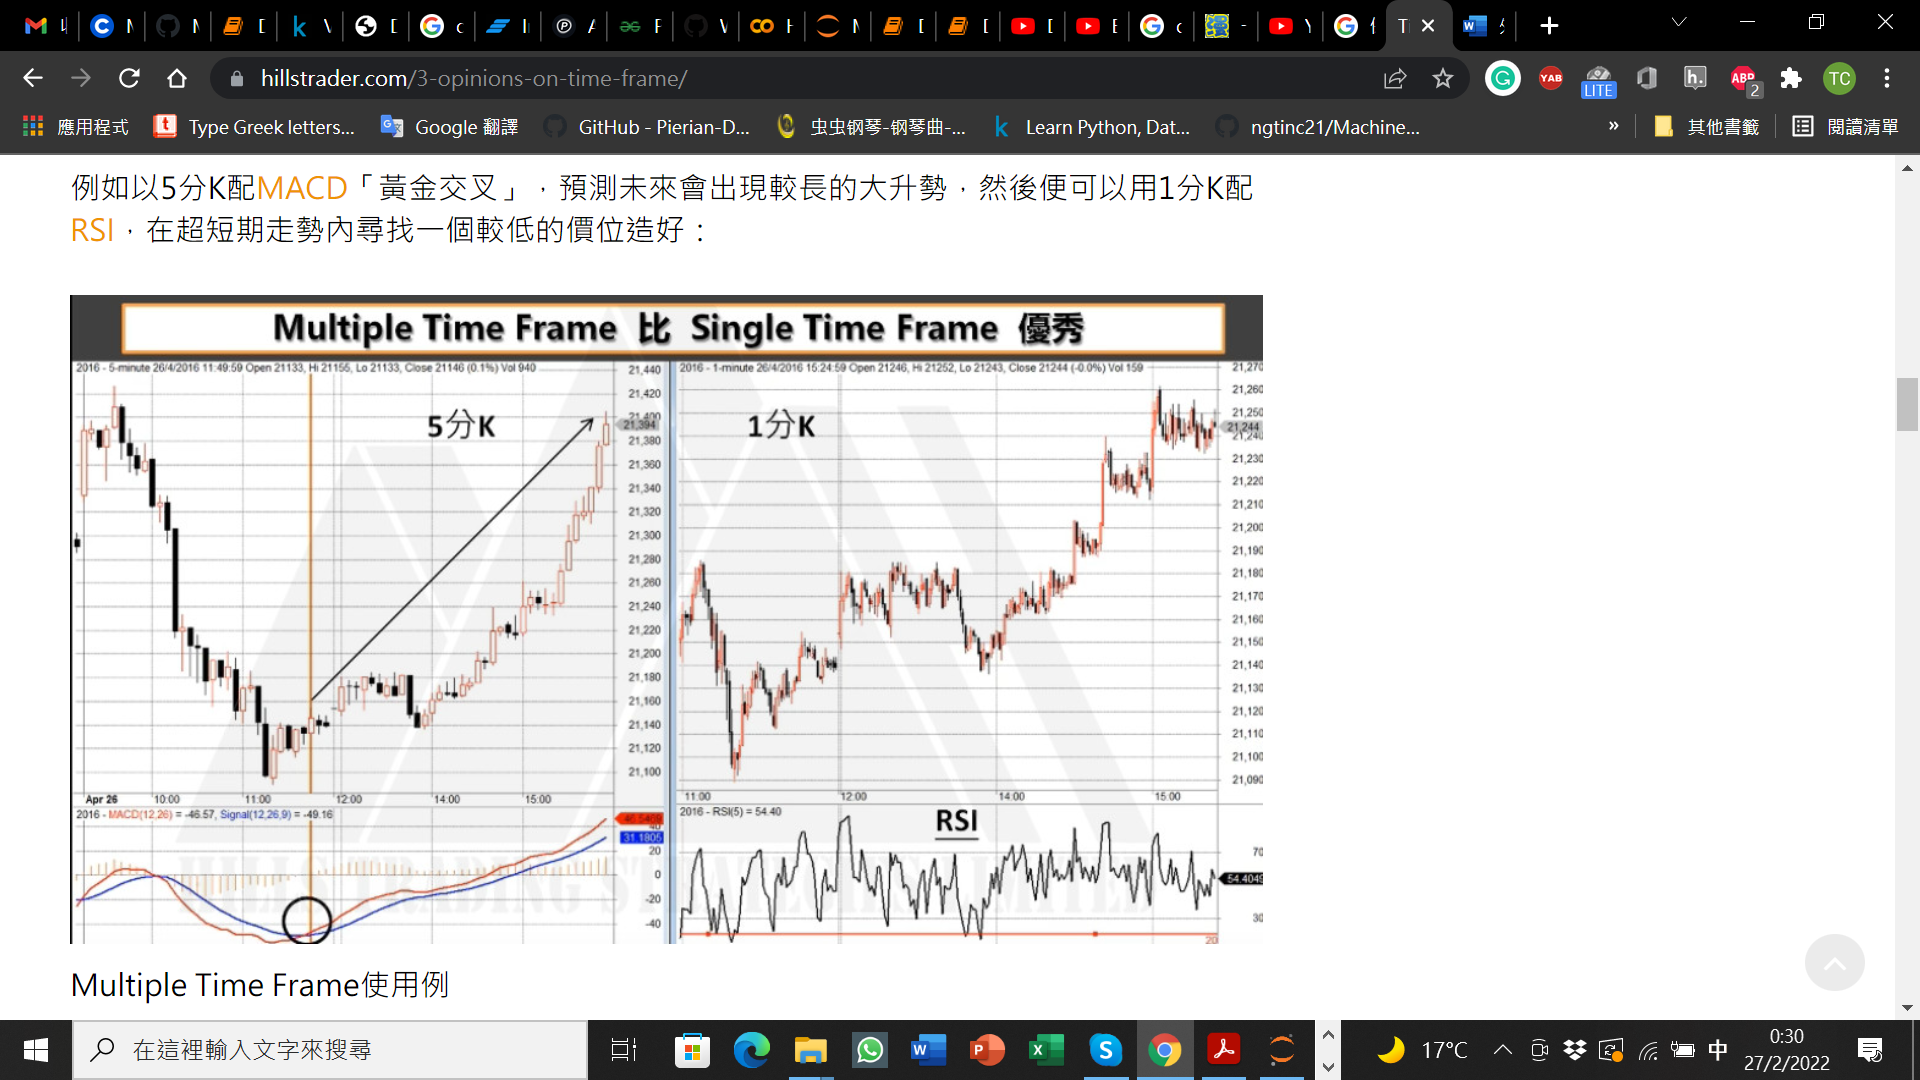 hillstrader.com/3-opinions-on-time-frame/
YAB
LITE
h.
ABP
2
TC
應用程式
Type Greek letters...
Google 翻譯
GitHub - Pierian-D...
虫虫钢琴-钢琴曲-...
Learn Python, Dat...
ngtinc21/Machine...
»
其他書籤
閱讀清單
例如以5分K配MACD「黃金交叉」，預測未來會出現較長的大升勢，然後便可以用1分K配
RSI，在超短期走勢內尋找一個較低的價位造好：
Multiple Time Frame 比 Single Time Frame 優秀
2016 - 5-minute 26/4/2016 11:49:59 Open 21133, Hi 21155, Lo 21133, Close 21146 (0.1%) Vol 940
5分K
21,440
21,420
21,400
21,394
21,380
21,360
21,340
21,320
21,300
21,280
21,260
21,240
21,220
21,200
21,180
21,160
21,140
21,120
21,100
Apr 26 10:00 11:00 12:00 14:00 15:00
2016 - MACD(12,26) = -46.57, Signal(12,26,9) = -49.16
40
31.1805
20
0
-20
-40
2016 - 1-minute 26/4/2016 15:24:59 Open 21246, Hi 21252, Lo 21243, Close 21244 (-0.0%) Vol 159
1分K
21,270
21,260
21,250
21,244
21,240
21,230
21,220
21,210
21,200
21,190
21,180
21,170
21,160
21,150
21,140
21,130
21,120
21,110
21,100
21,090
11:00 12:00 14:00 15:00
2016 - RSI(5) = 54.40
RSI
70
54.4049
30
20
HILLS TRADING STRATEGIES LIMITED
Multiple Time Frame使用例
在這裡輸入文字來搜尋
17°C
中
0:30
27/2/2022